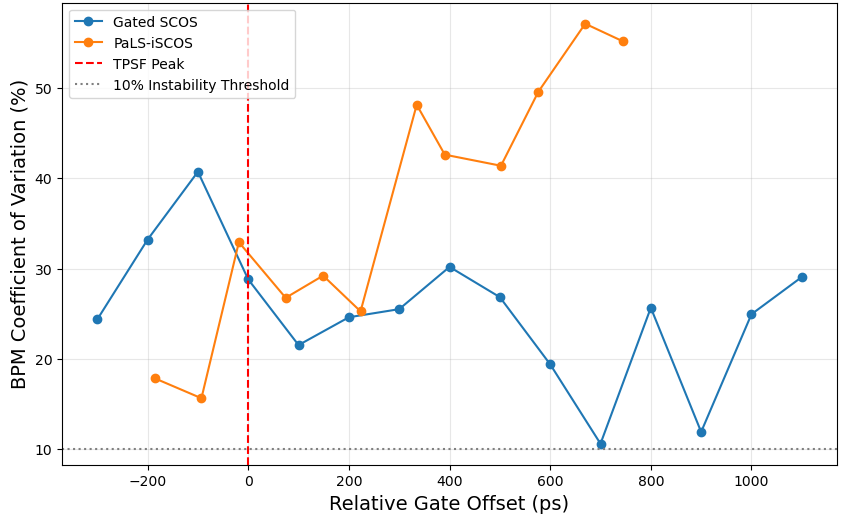 Gated SCOS
PaLS-iSCOS
TPSF Peak
10% Instability Threshold
BPM Coefficient of Variation (%)
50
40
30
20
10
−200
0
200
400
600
800
1000
Relative Gate Offset (ps)